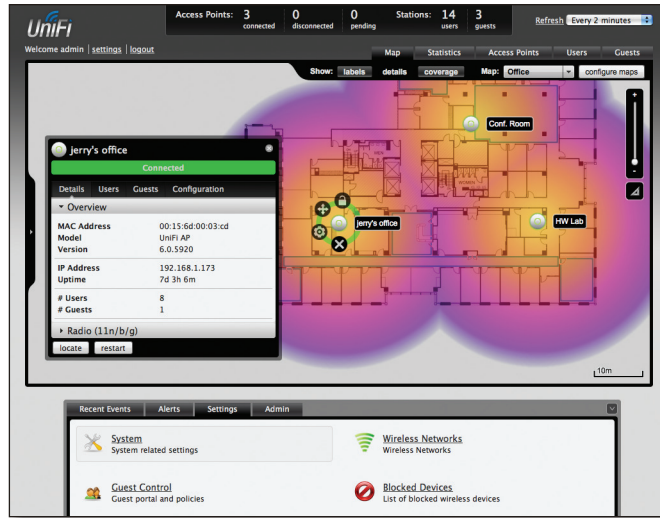 UniFi
Access Points: 3 connected 0 disconnected 0 pending Stations: 14 users 3 guests
Refresh Every 2 minutes
Welcome admin | settings | logout
Map Statistics Access Points Users Guests
Show: labels details coverage Map: Office configure maps
+
-
Conf. Room
jerry's office
HW Lab
WOMEN
10m
jerry's office
Connected
Details Users Guests Configuration
Overview
MAC Address 00:15:6d:00:03:cd
Model UniFi AP
Version 6.0.5920
IP Address 192.168.1.173
Uptime 7d 3h 6m
# Users 8
# Guests 1
Radio (11n/b/g)
locate restart
Recent Events Alerts Settings Admin
System
System related settings
Wireless Networks
Wireless Networks
Guest Control
Guest portal and policies
Blocked Devices
List of blocked wireless devices